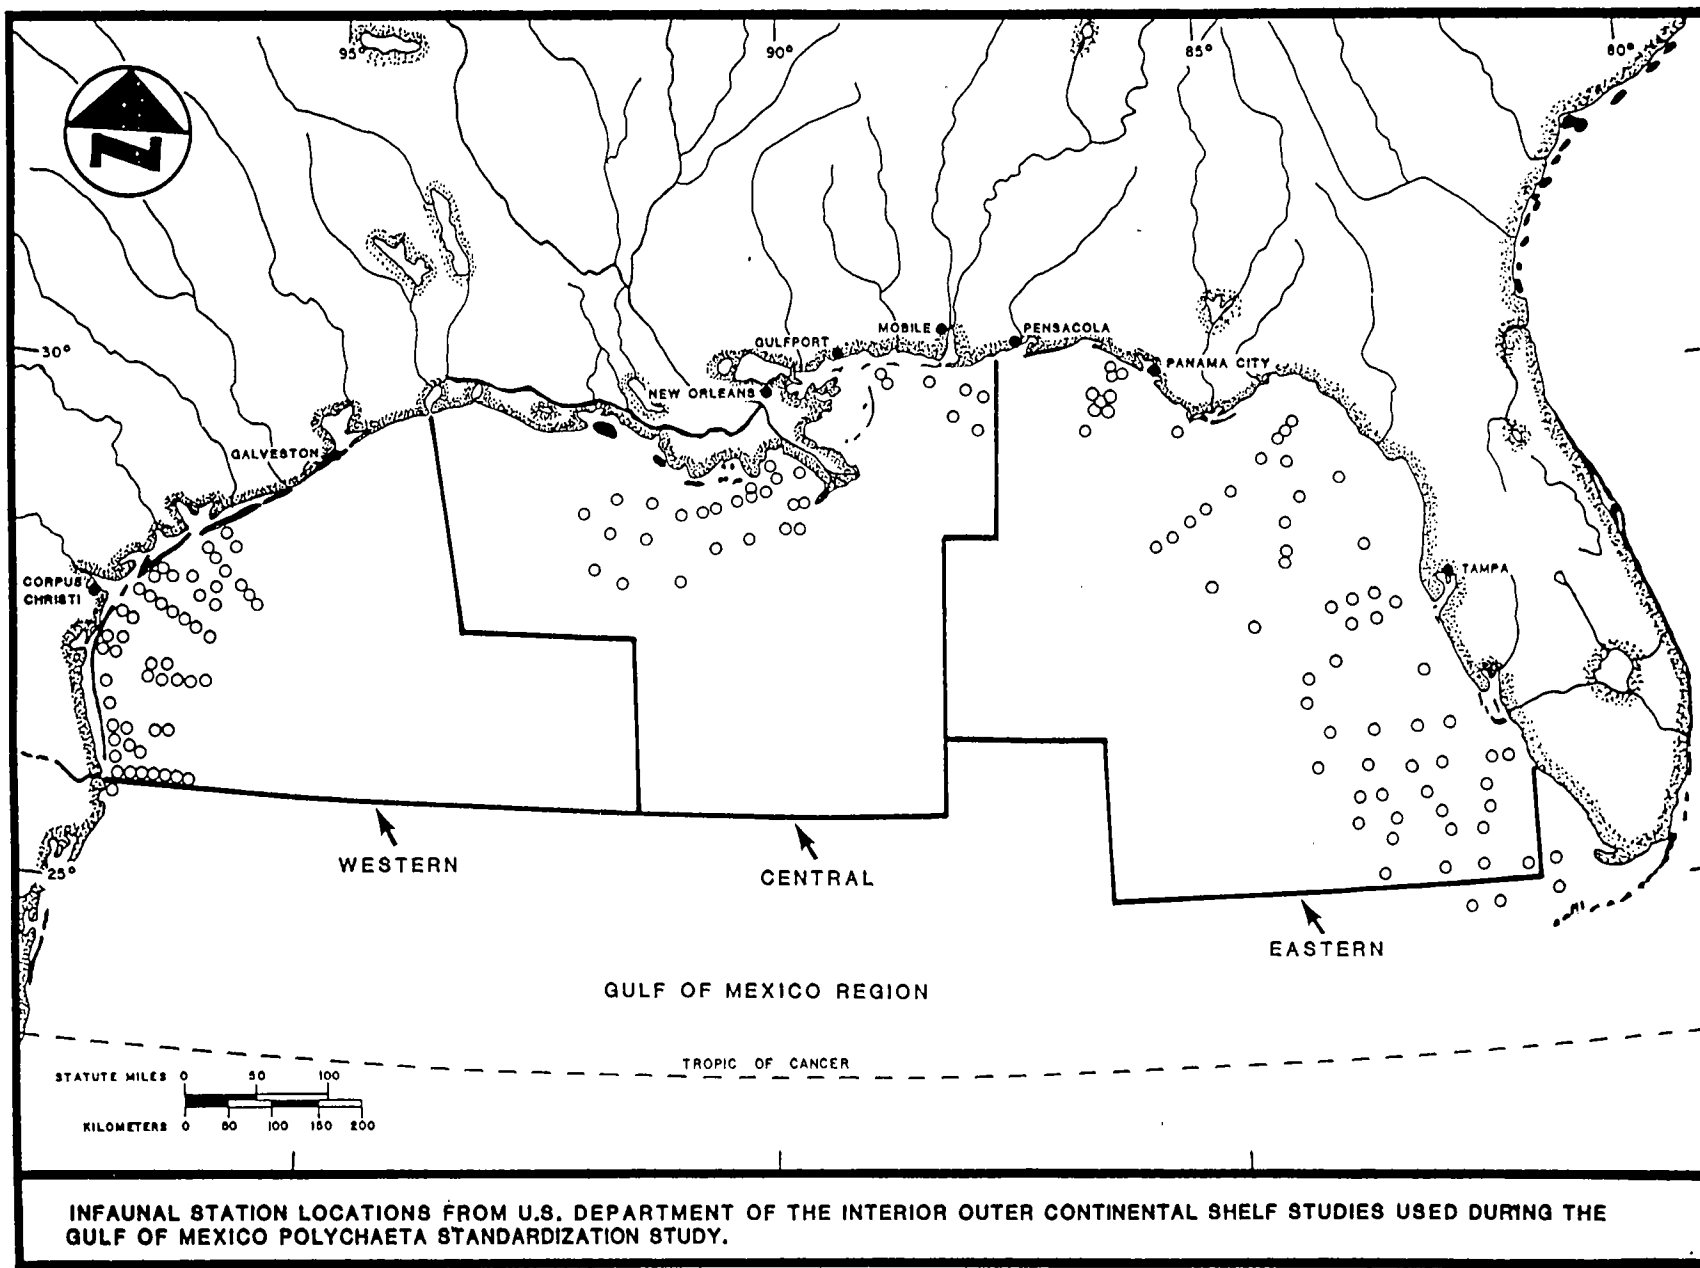 95°
90°
85°
80°
N
MOBILE
PENSACOLA
GULFPORT
30°
PANAMA CITY
NEW ORLEANS
GALVESTON
TAMPA
CORPUS
CHRISTI
WESTERN
25°
CENTRAL
EASTERN
GULF OF MEXICO REGION
TROPIC OF CANCER
STATUTE MILES 0 50 100
KILOMETERS 0 50 100 150 200
INFAUNAL STATION LOCATIONS FROM U.S. DEPARTMENT OF THE INTERIOR OUTER CONTINENTAL SHELF STUDIES USED DURING THE
GULF OF MEXICO POLYCHAETA STANDARDIZATION STUDY.